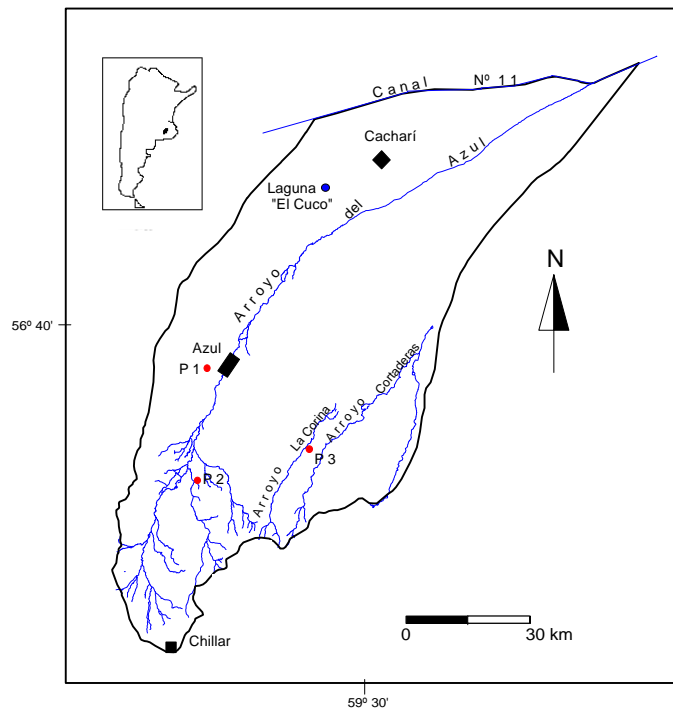 Canal Nº 11
Cacharí
Laguna
"El Cuco"
Arroyo del Azul
N
56º 40'
Azul
P 1
La Corina
Arroyo
Arroyo Cortaderas
P 3
P 2
0 30 km
Chillar
59º 30'